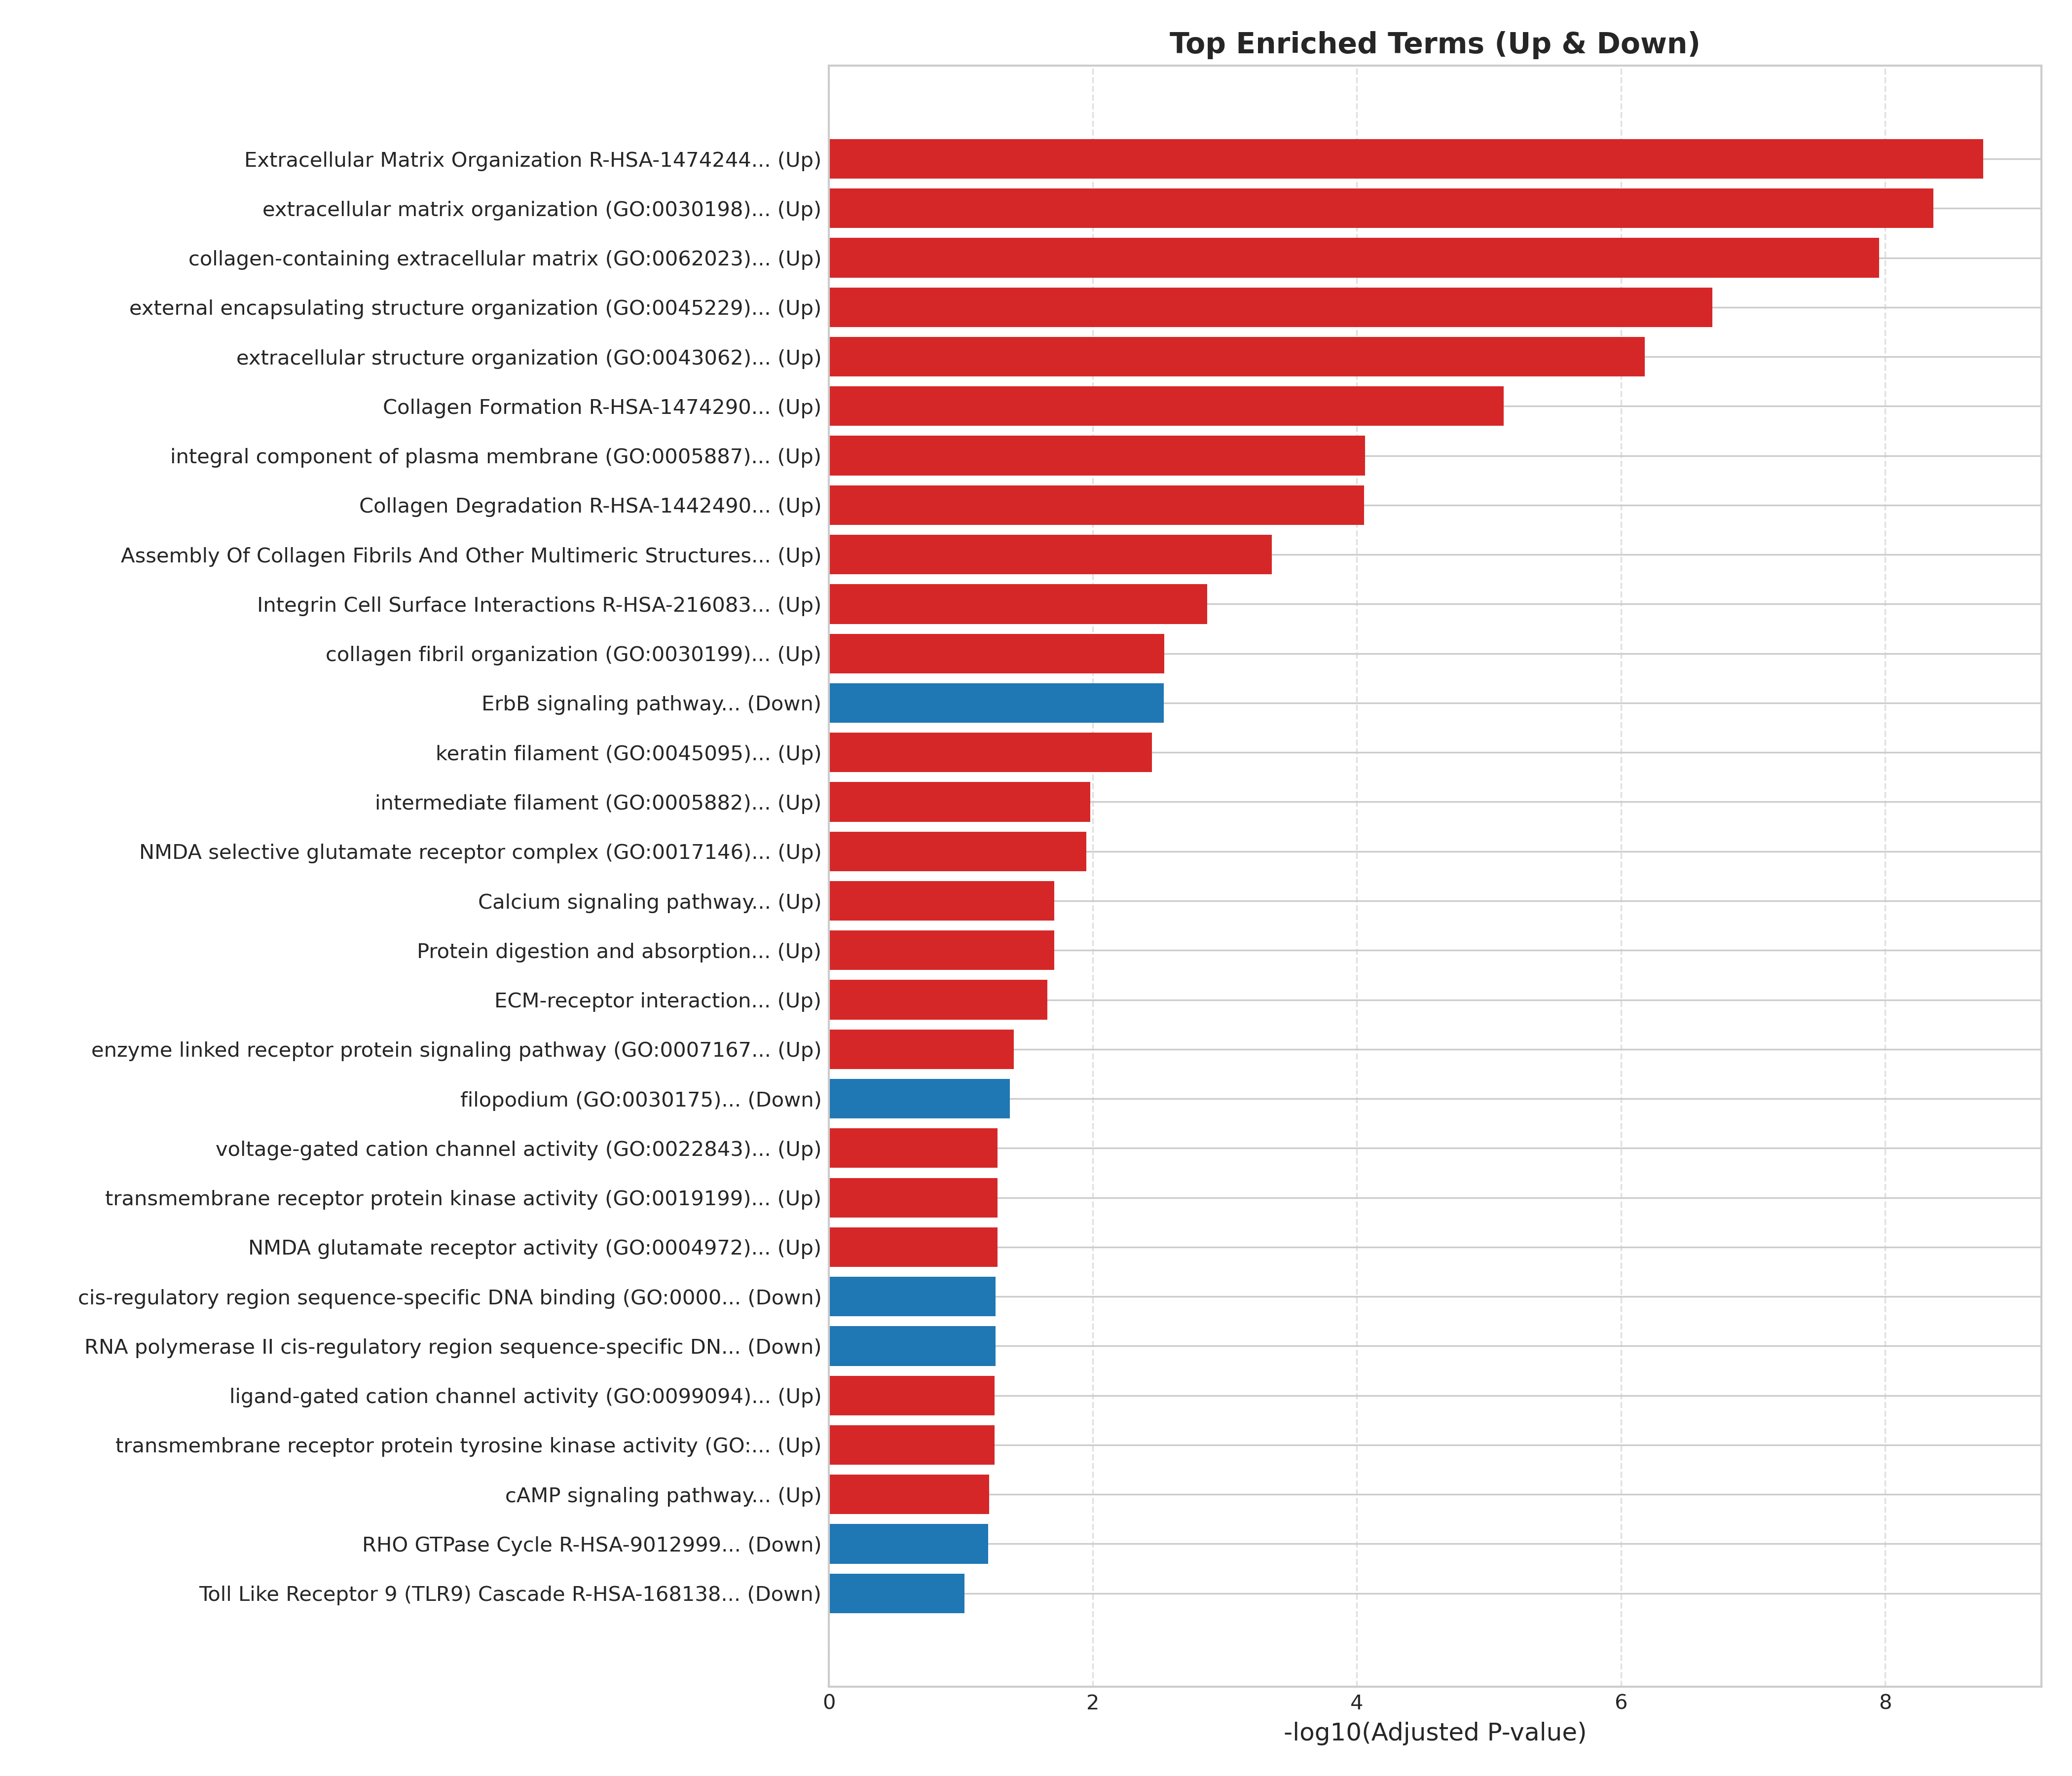 Top Enriched Terms (Up & Down)
Extracellular Matrix Organization R-HSA-1474244... (Up)
extracellular matrix organization (GO:0030198)... (Up)
collagen-containing extracellular matrix (GO:0062023)... (Up)
external encapsulating structure organization (GO:0045229)... (Up)
extracellular structure organization (GO:0043062)... (Up)
Collagen Formation R-HSA-1474290... (Up)
integral component of plasma membrane (GO:0005887)... (Up)
Collagen Degradation R-HSA-1442490... (Up)
Assembly Of Collagen Fibrils And Other Multimeric Structures... (Up)
Integrin Cell Surface Interactions R-HSA-216083... (Up)
collagen fibril organization (GO:0030199)... (Up)
ErbB signaling pathway... (Down)
keratin filament (GO:0045095)... (Up)
intermediate filament (GO:0005882)... (Up)
NMDA selective glutamate receptor complex (GO:0017146)... (Up)
Calcium signaling pathway... (Up)
Protein digestion and absorption... (Up)
ECM-receptor interaction... (Up)
enzyme linked receptor protein signaling pathway (GO:0007167... (Up)
filopodium (GO:0030175)... (Down)
voltage-gated cation channel activity (GO:0022843)... (Up)
transmembrane receptor protein kinase activity (GO:0019199)... (Up)
NMDA glutamate receptor activity (GO:0004972)... (Up)
cis-regulatory region sequence-specific DNA binding (GO:0000... (Down)
RNA polymerase II cis-regulatory region sequence-specific DN... (Down)
ligand-gated cation channel activity (GO:0099094)... (Up)
transmembrane receptor protein tyrosine kinase activity (GO:... (Up)
cAMP signaling pathway... (Up)
RHO GTPase Cycle R-HSA-9012999... (Down)
Toll Like Receptor 9 (TLR9) Cascade R-HSA-168138... (Down)
0 2 4 6 8
-log10(Adjusted P-value)